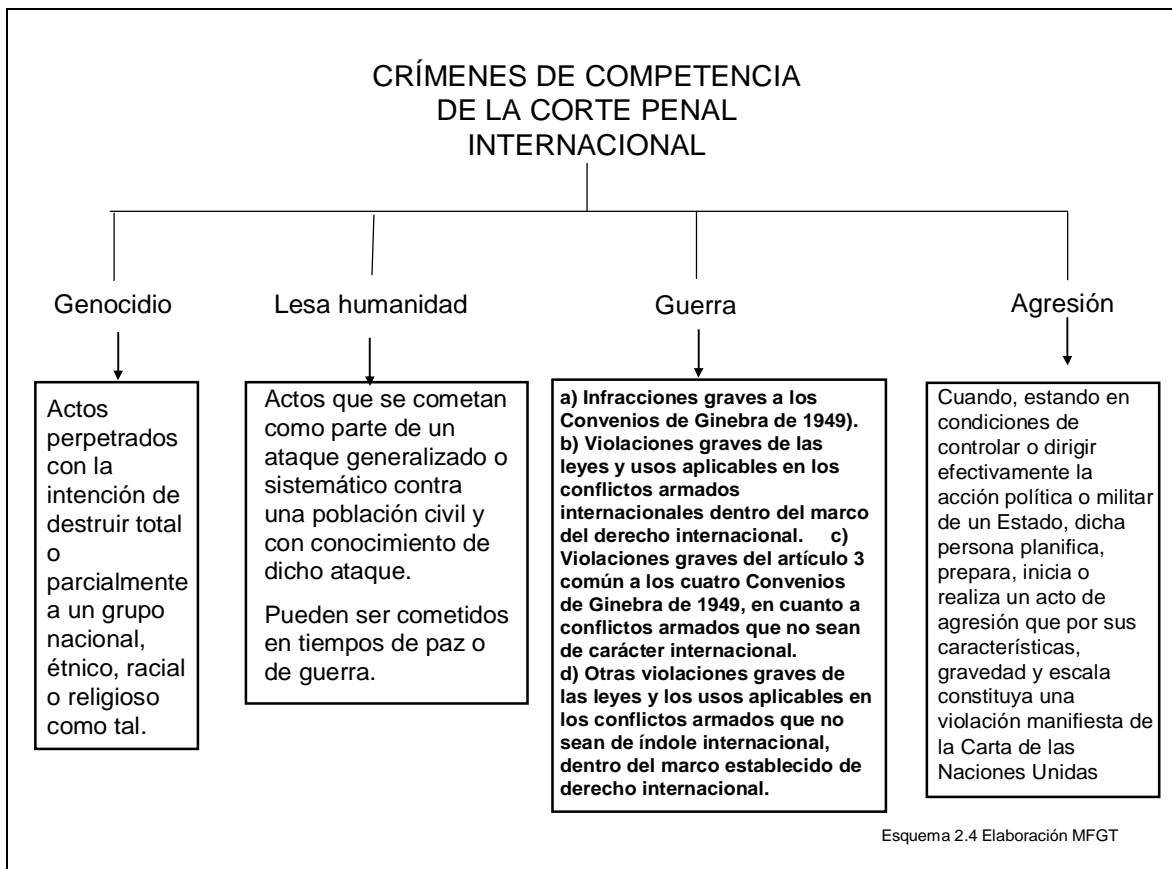 CRÍMENES DE COMPETENCIA
DE LA CORTE PENAL
INTERNACIONAL
Genocidio
Actos
perpetrados
con la
intención de
destruir total
o
parcialmente
a un grupo
nacional,
étnico, racial
o religioso
como tal.
Lesa humanidad
Actos que se cometan
como parte de un
ataque generalizado o
sistemático contra
una población civil y
con conocimiento de
dicho ataque.
Pueden ser cometidos
en tiempos de paz o
de guerra.
Guerra
a) Infracciones graves a los
Convenios de Ginebra de 1949).
b) Violaciones graves de las
leyes y usos aplicables en los
conflictos armados
internacionales dentro del marco
del derecho internacional. c)
Violaciones graves del artículo 3
común a los cuatro Convenios
de Ginebra de 1949, en cuanto a
conflictos armados que no sean
de carácter internacional.
d) Otras violaciones graves de
las leyes y los usos aplicables en
los conflictos armados que no
sean de índole internacional,
dentro del marco establecido de
derecho internacional.
Agresión
Cuando, estando en
condiciones de
controlar o dirigir
efectivamente la
acción política o militar
de un Estado, dicha
persona planifica,
prepara, inicia o
realiza un acto de
agresión que por sus
características,
gravedad y escala
constituya una
violación manifiesta de
la Carta de las
Naciones Unidas
Esquema 2.4 Elaboración MFGT